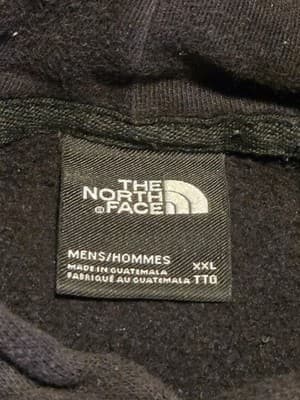 THE
NORTH
FACE
MENS/HOMMES XXL
MADE IN GUATEMALA
FABRIQUÉ AU GUATEMALA TTG